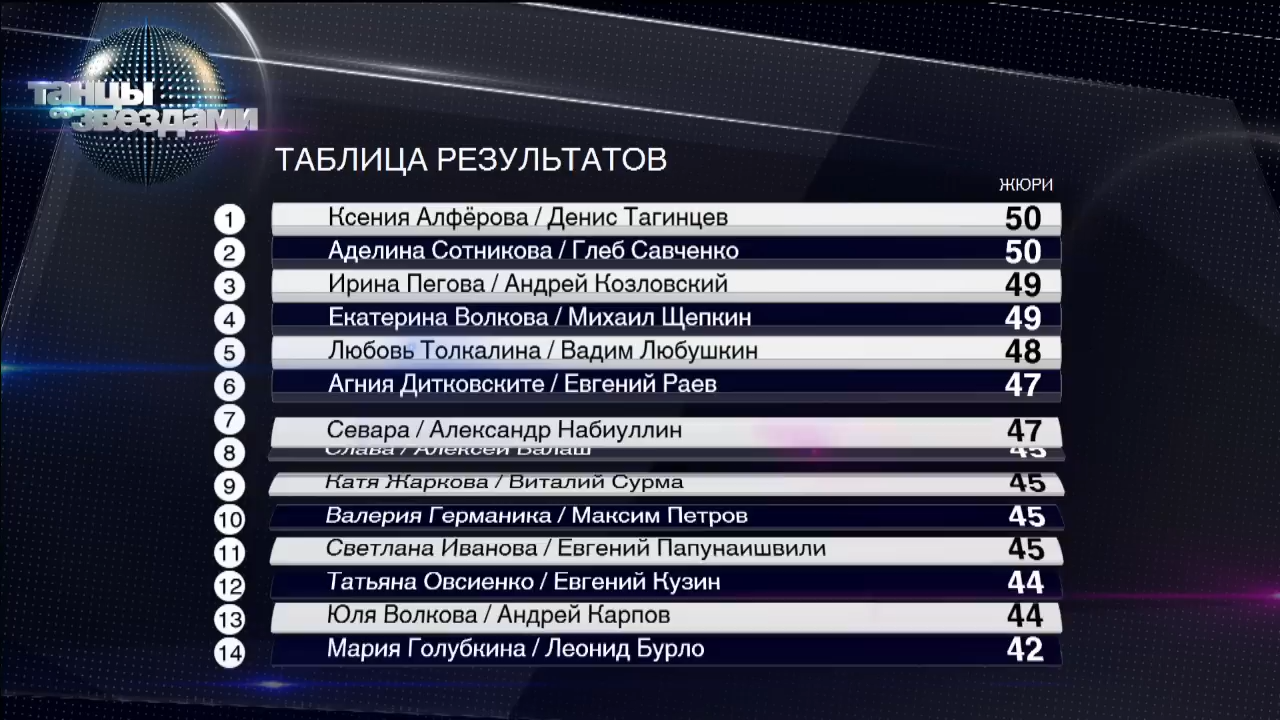 танцы
со звездами
ТАБЛИЦА РЕЗУЛЬТАТОВ
ЖЮРИ
1 Ксения Алфёрова / Денис Тагинцев 50
2 Аделина Сотникова / Глеб Савченко 50
3 Ирина Пегова / Андрей Козловский 49
4 Екатерина Волкова / Михаил Щепкин 49
5 Любовь Толкалина / Вадим Любушкин 48
6 Агния Дитковските / Евгений Раев 47
7 Севара / Александр Набиуллин 47
8 Слава / Алексей Балаш 45
9 Катя Жаркова / Виталий Сурма 45
10 Валерия Германика / Максим Петров 45
11 Светлана Иванова / Евгений Папунаишвили 45
12 Татьяна Овсиенко / Евгений Кузин 44
13 Юля Волкова / Андрей Карпов 44
14 Мария Голубкина / Леонид Бурло 42